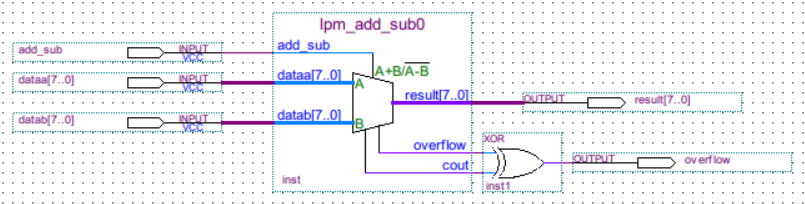 lpm_add_sub0
add_sub
INPUT
VCC
add_sub
A+B/A-B
dataa[7..0]
INPUT
VCC
dataa[7..0]
A
result[7..0]
OUTPUT
result[7..0]
datab[7..0]
INPUT
VCC
datab[7..0]
B
overflow
cout
inst
XOR
inst1
OUTPUT
overflow